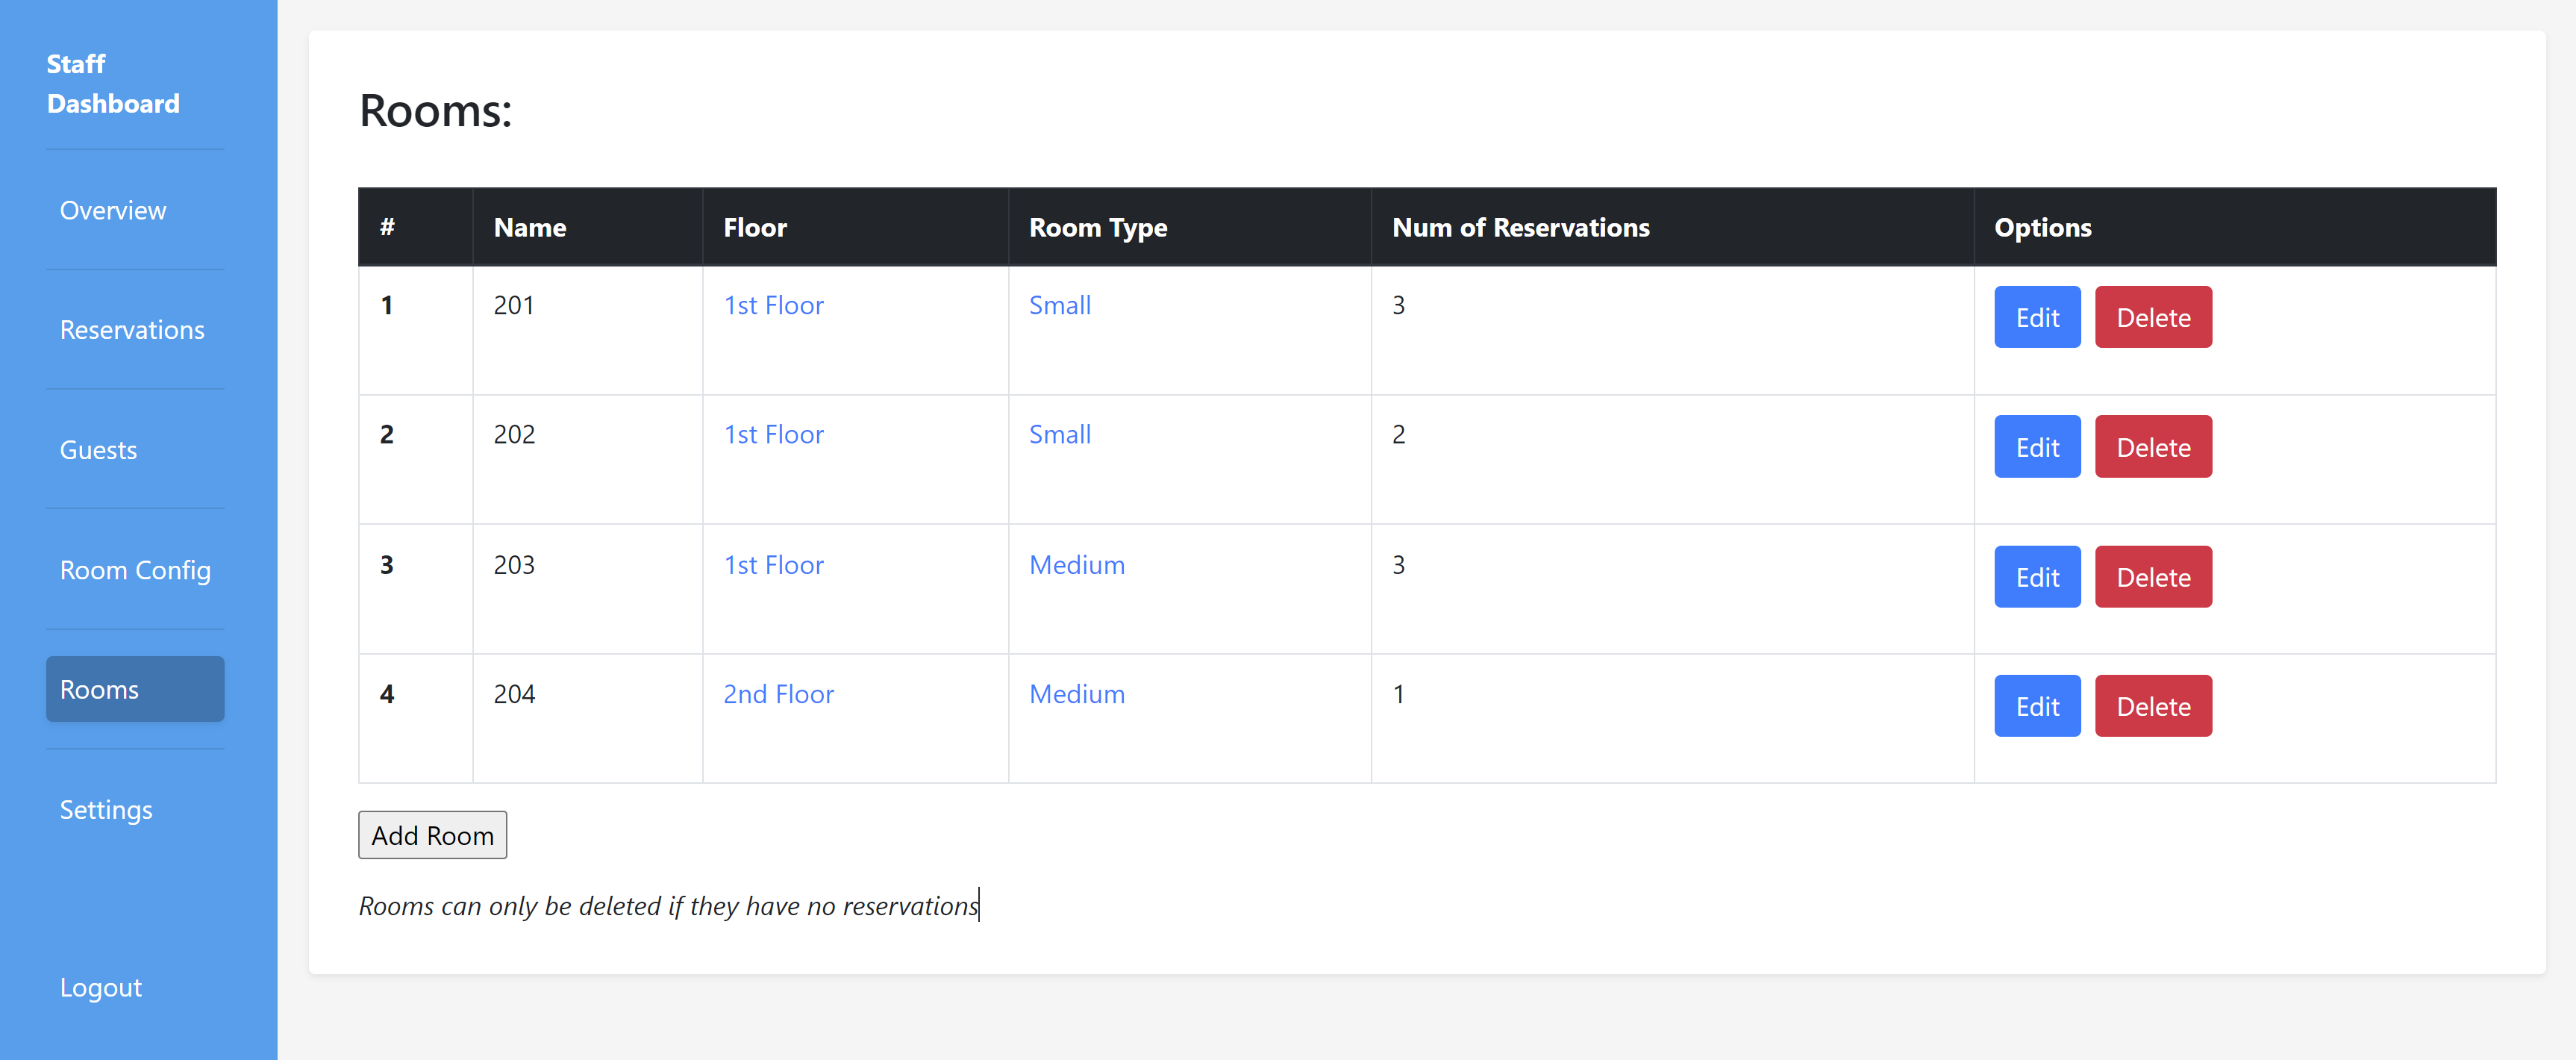 Staff
Dashboard
Overview
Reservations
Guests
Room Config
Rooms
Settings
Logout
Rooms:
# Name Floor Room Type Num of Reservations Options
1 201 1st Floor Small 3 Edit Delete
2 202 1st Floor Small 2 Edit Delete
3 203 1st Floor Medium 3 Edit Delete
4 204 2nd Floor Medium 1 Edit Delete
Add Room
Rooms can only be deleted if they have no reservations